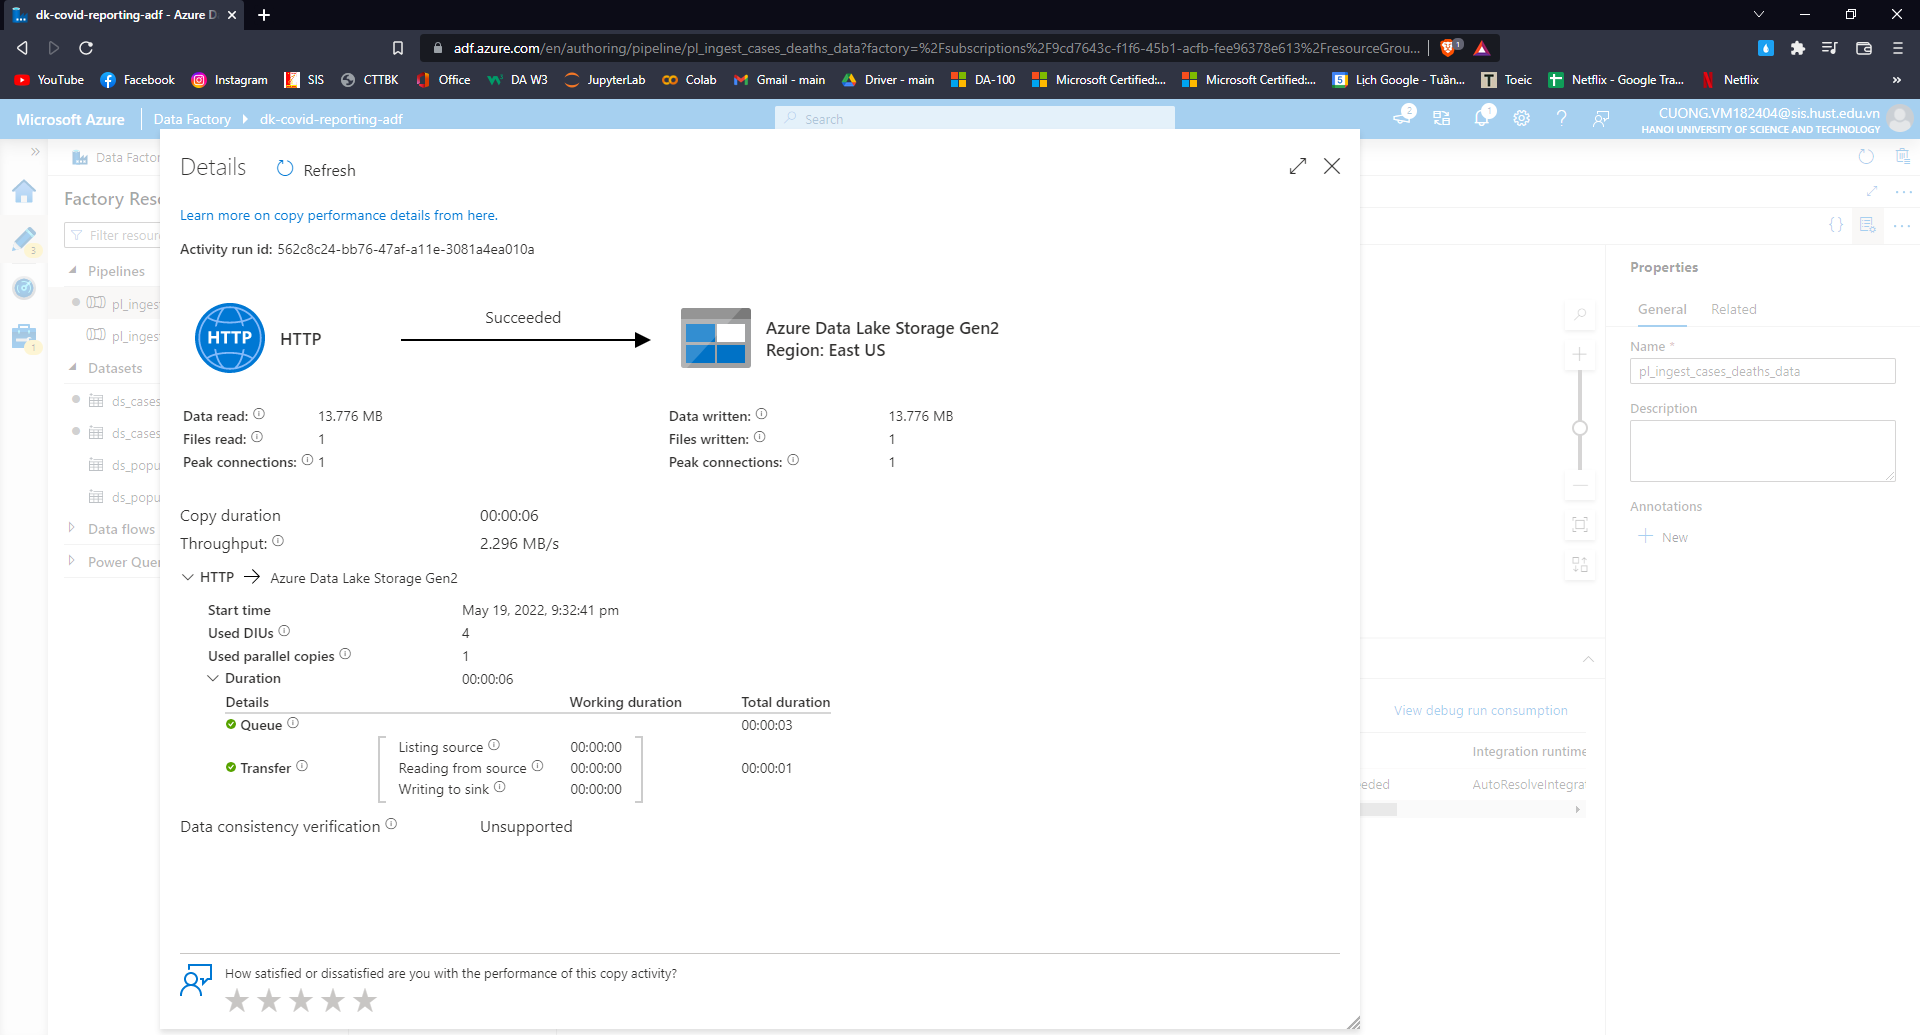 dk-covid-reporting-adf - Azure D
adf.azure.com/en/authoring/pipeline/pl_ingest_cases_deaths_data?factory=%2Fsubscriptions%2F9cd7643c-f1f6-45b1-acfb-fee96378e613%2FresourceGrou...
1
YouTube Facebook Instagram SIS CTTBK Office DA W3 JupyterLab Colab Gmail - main Driver - main DA-100 Microsoft Certified:... Microsoft Certified:... Lịch Google - Tuần... Toeic Netflix - Google Tra... Netflix »
Microsoft Azure Data Factory dk-covid-reporting-adf
Search
2
1
CUONG.VM182404@sis.hust.edu.vn
HANOI UNIVERSITY OF SCIENCE AND TECHNOLOGY
Data Factor
Factory Res
Filter resour
Pipelines
pl_inges
pl_inges
Datasets
ds_cases
ds_cases
ds_popu
ds_popu
Data flows
Power Quer
3
1
Details
Refresh
Learn more on copy performance details from here.
Activity run id: 562c8c24-bb76-47af-a11e-3081a4ea010a
HTTP HTTP
Succeeded
Azure Data Lake Storage Gen2
Region: East US
Data read: 13.776 MB
Files read: 1
Peak connections: 1
Data written: 13.776 MB
Files written: 1
Peak connections: 1
Copy duration 00:00:06
Throughput: 2.296 MB/s
HTTP → Azure Data Lake Storage Gen2
Start time May 19, 2022, 9:32:41 pm
Used DIUs 4
Used parallel copies 1
Duration 00:00:06
Details Working duration Total duration
Queue 00:00:03
Listing source 00:00:00
Transfer Reading from source 00:00:00 00:00:01
Writing to sink 00:00:00
Data consistency verification Unsupported
How satisfied or dissatisfied are you with the performance of this copy activity?
View debug run consumption
Integration runtime
eded AutoResolveIntegra
Properties
General Related
Name *
pl_ingest_cases_deaths_data
Description
Annotations
New